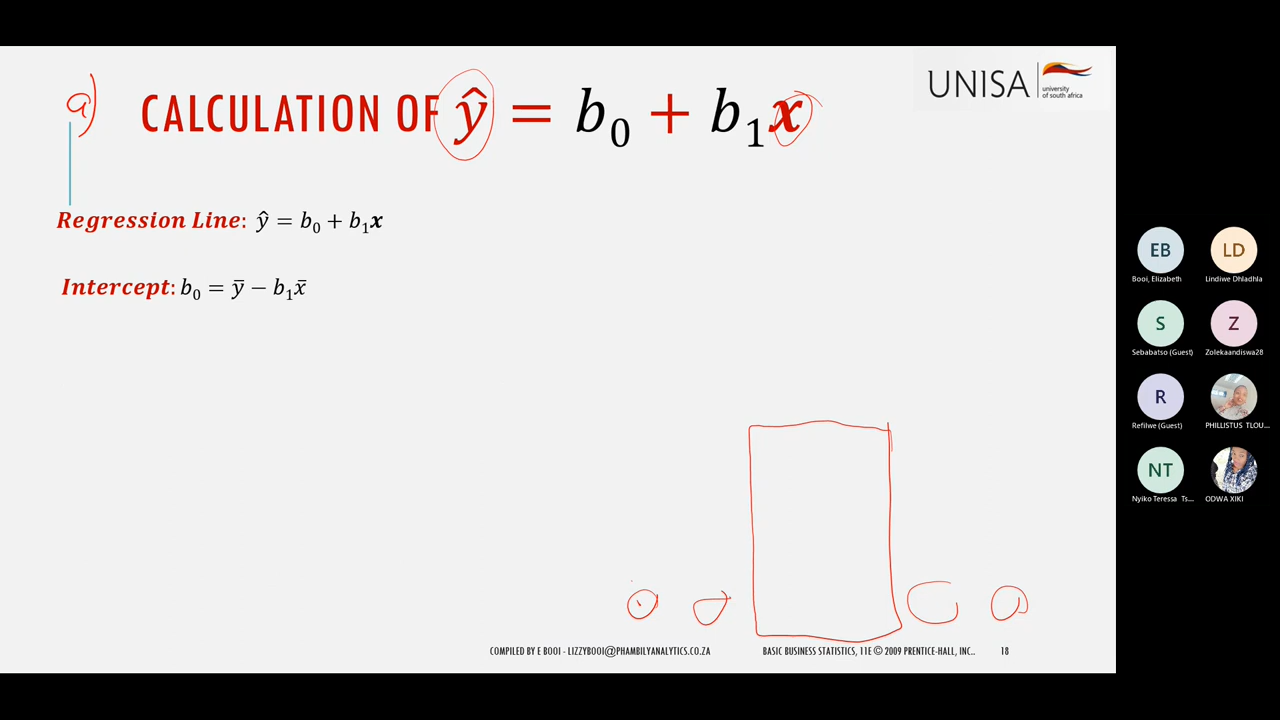 a)
CALCULATION OF ŷ = b₀ + b₁x
UNISA
university
of south africa
Regression Line: ŷ = b₀ + b₁x
Intercept: b₀ = ȳ − b₁x̄
COMPILED BY E BOOI - LIZZYBOOI@PHAMBILYANALYTICS.CO.ZA
BASIC BUSINESS STATISTICS, 11E © 2009 PRENTICE-HALL, INC..
18
EB
Booi, Elizabeth
LD
Lindiwe Dhladhla
S
Sebabatso (Guest)
Z
Zolekaandiswa28
R
Refilwe (Guest)
PHILLISTUS TLOU...
NT
Nyiko Teressa Ts...
ODWA XIKI